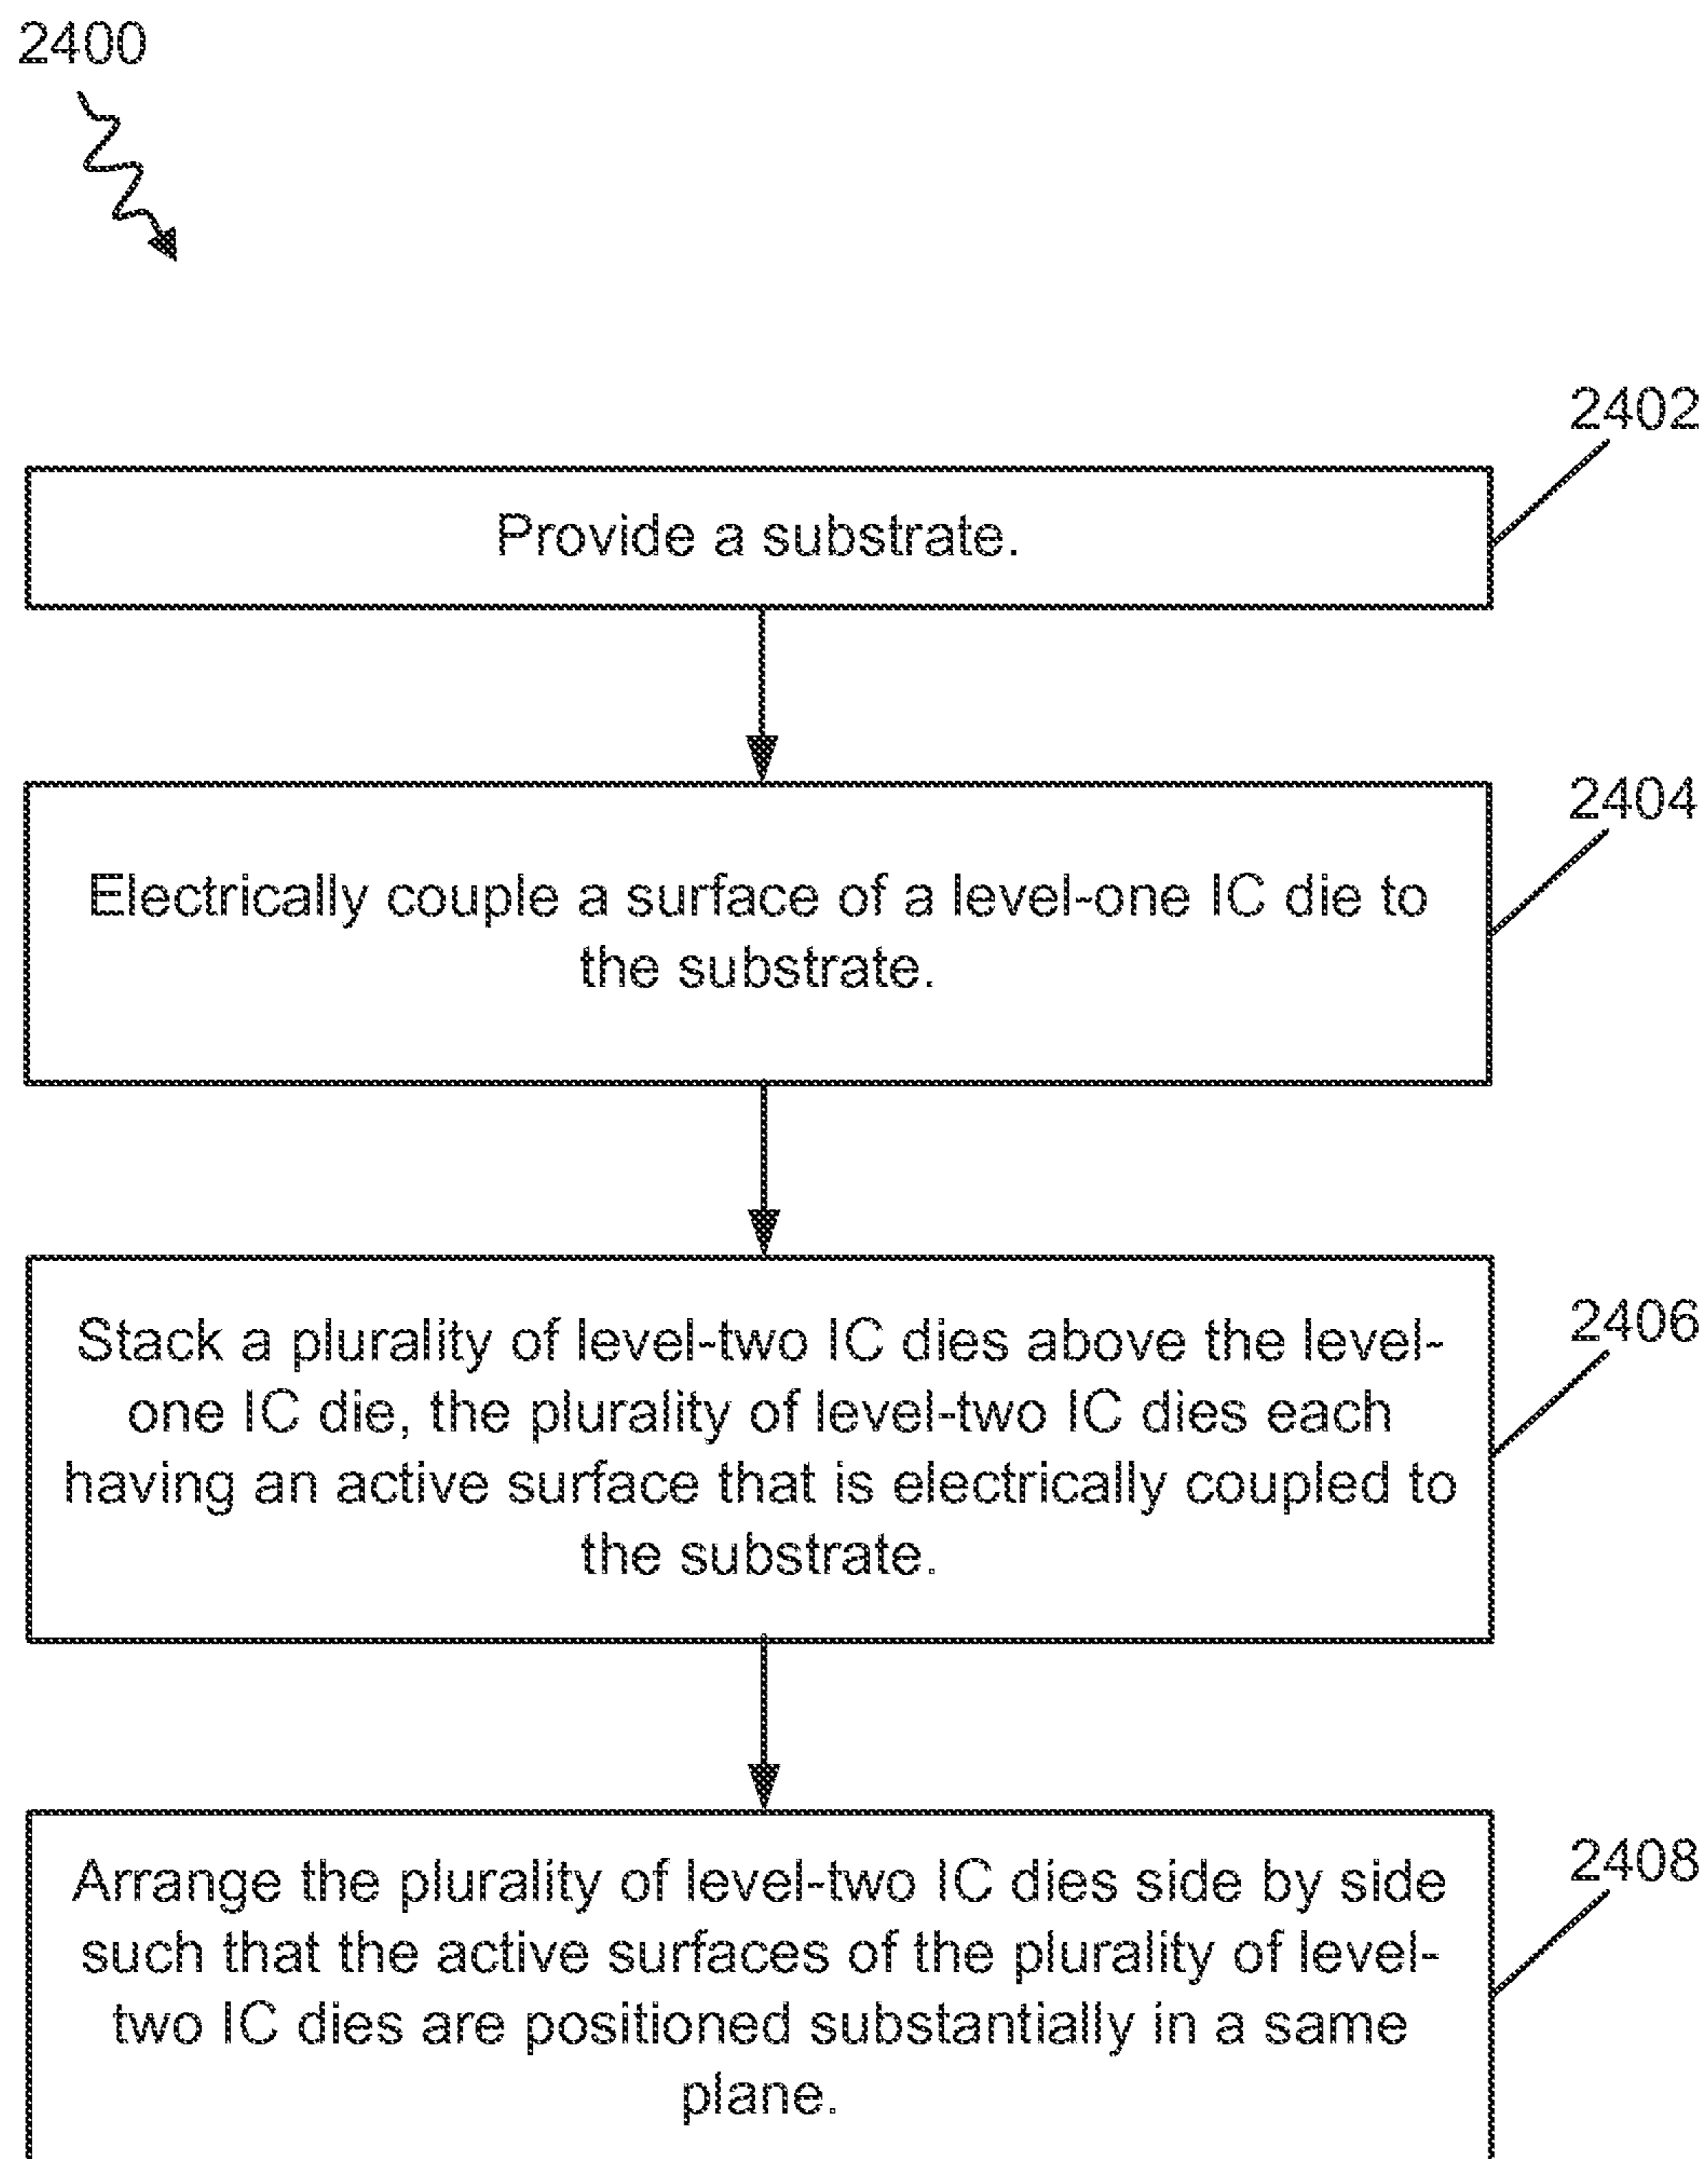 2400
2402
Provide a substrate.
2404
Electrically couple a surface of a level-one IC die to
the substrate.
2406
Stack a plurality of level-two IC dies above the level-
one IC die, the plurality of level-two IC dies each
having an active surface that is electrically coupled to
the substrate.
2408
Arrange the plurality of level-two IC dies side by side
such that the active surfaces of the plurality of level-
two IC dies are positioned substantially in a same
plane.